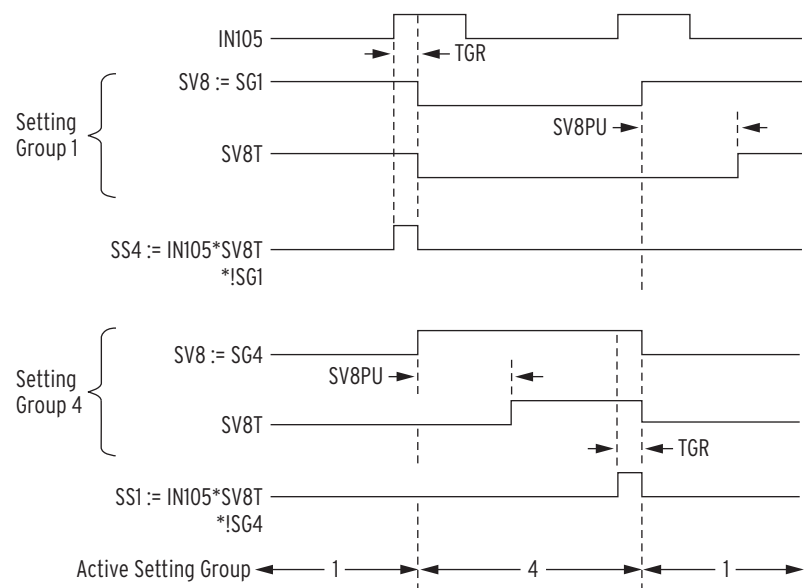 IN105
TGR
SV8 := SG1
Setting
Group 1
SV8PU
SV8T
SS4 := IN105*SV8T
*!SG1
SV8 := SG4
Setting
Group 4
SV8PU
SV8T
TGR
SS1 := IN105*SV8T
*!SG4
Active Setting Group 1 4 1